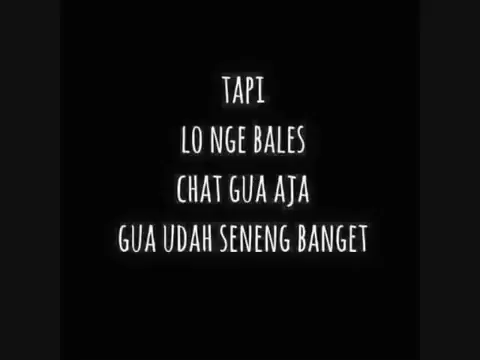 TAPI
LO NGE BALES
CHAT GUA AJA
GUA UDAH SENENG BANGET